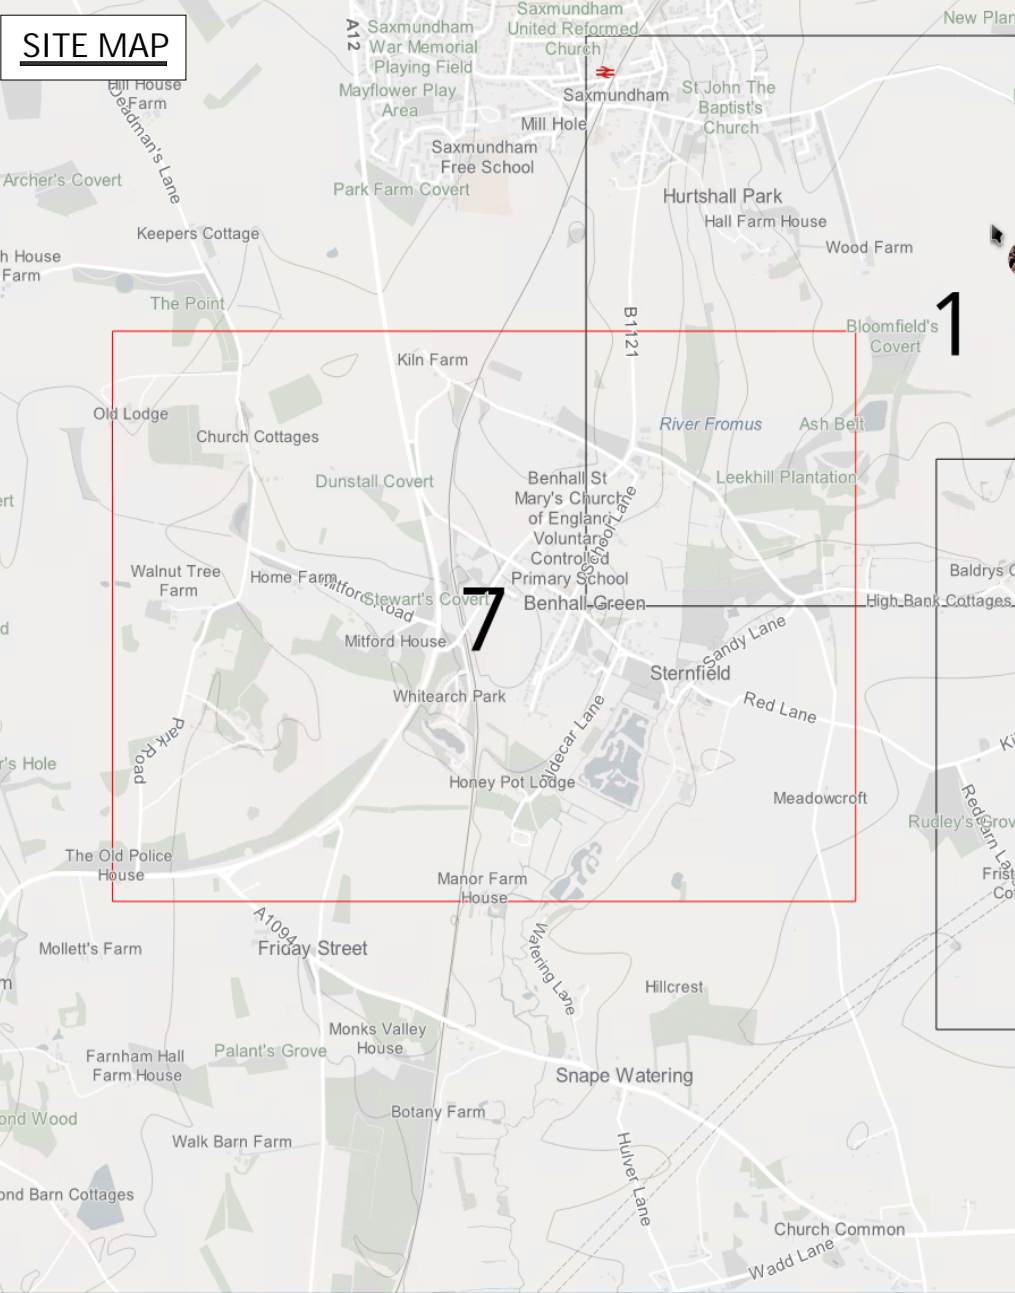 SITE MAP
A12
Saxmundham
War Memorial
Playing Field
Saxmundham
United Reformed
Church
New Plan
Hill House
Farm
Deadman's Lane
Mayflower Play
Area
Saxmundham
St John The
Baptist's
Church
Mill Hole
Saxmundham
Free School
Archer's Covert
Park Farm Covert
Hurtshall Park
Hall Farm House
Keepers Cottage
Wood Farm
h House
Farm
The Point
B1121
1
Bloomfield's
Covert
Kiln Farm
Old Lodge
Church Cottages
River Fromus
Ash Belt
Dunstall Covert
Leekhill Plantation
Benhall St
Mary's Church
of England
Voluntary
Controlled
Primary School
School Lane
Walnut Tree
Farm
Home Farm
Mitford Road
Stewart's Covert
7
Benhall Green
Baldrys C
High Bank Cottages
Mitford House
Sandy Lane
Sternfield
Whitearch Park
Red Lane
Park Road
Aldecar Lane
Honey Pot Lodge
Meadowcroft
r's Hole
Rudley's Grov
The Old Police
House
Manor Farm
House
A1094
Friday Street
Mollett's Farm
Watering Lane
Hillcrest
Monks Valley
House
Palant's Grove
Farnham Hall
Farm House
Snape Watering
Botany Farm
ond Wood
Walk Barn Farm
Hulver Lane
ond Barn Cottages
Church Common
Wadd Lane